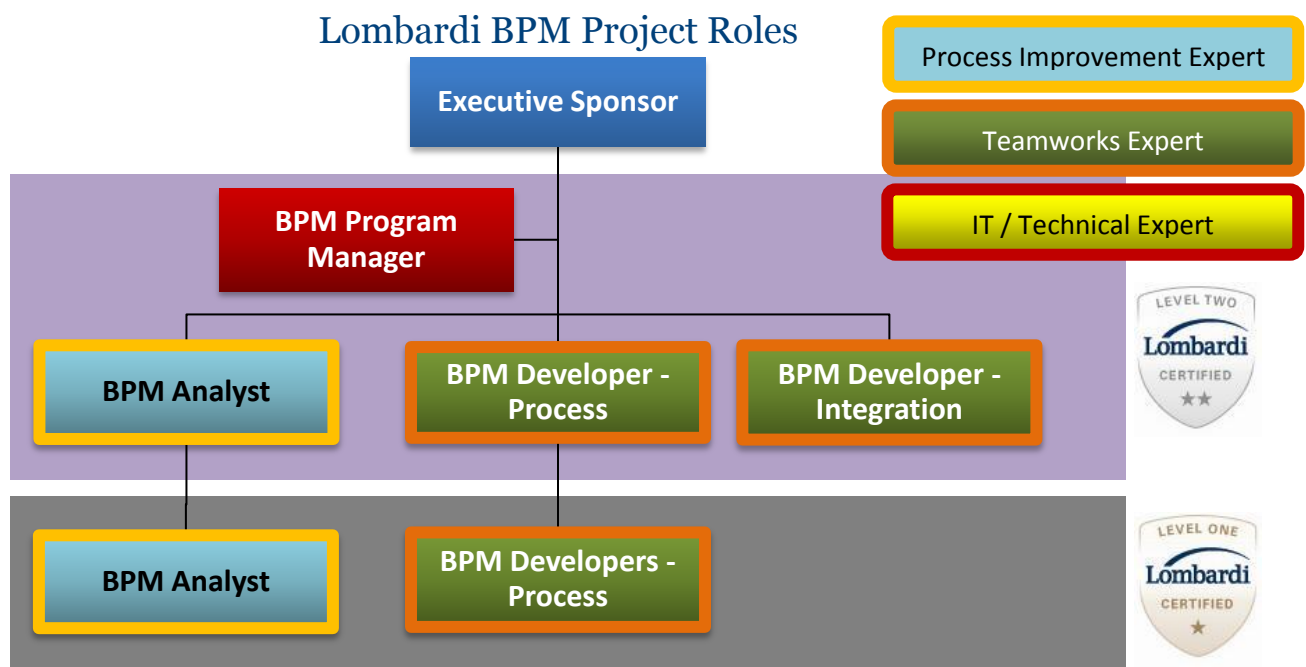 Lombardi BPM Project Roles
Process Improvement Expert
Executive Sponsor
Teamworks Expert
BPM Program
Manager
IT / Technical Expert
LEVEL TWO
Lombardi
CERTIFIED
BPM Analyst
BPM Developer -
Process
BPM Developer -
Integration
LEVEL ONE
Lombardi
CERTIFIED
BPM Analyst
BPM Developers -
Process